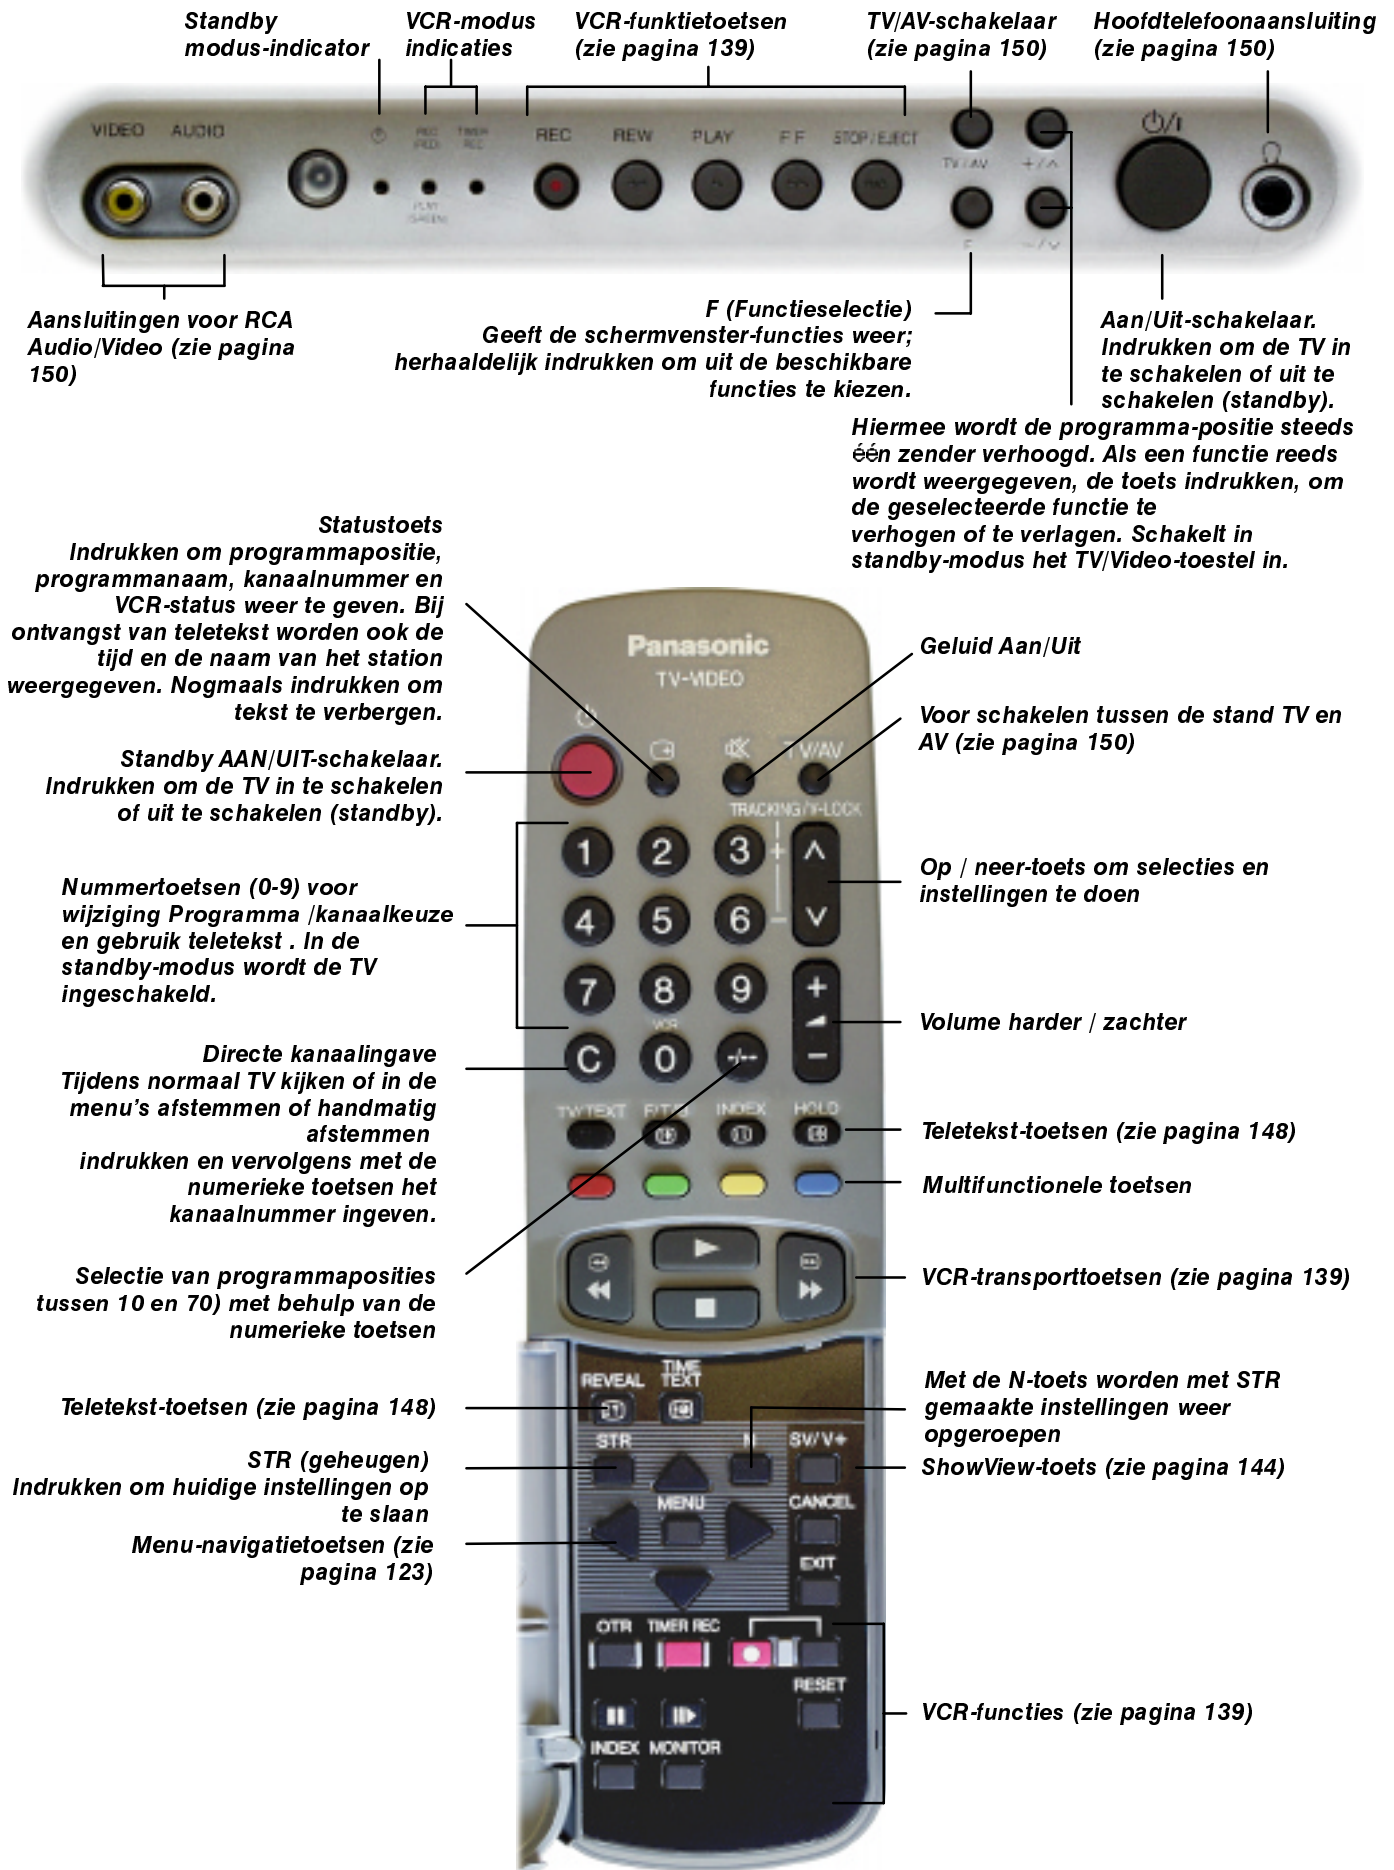 Standby
modus-indicator
VCR-modus
indicaties
VCR-funktietoetsen
(zie pagina 139)
TV/AV-schakelaar
(zie pagina 150)
Hoofdtelefoonaansluiting
(zie pagina 150)
VIDEO AUDIO
REC
(RED)
TIMER
REC
REC REW PLAY F F STOP / EJECT
TV / AV + / ∧
F − / ∨
Aansluitingen voor RCA
Audio/Video (zie pagina
150)
F (Functieselectie)
Geeft de schermvenster-functies weer;
herhaaldelijk indrukken om uit de beschikbare
functies te kiezen.
Aan/Uit-schakelaar.
Indrukken om de TV in
te schakelen of uit te
schakelen (standby).
Hiermee wordt de programma-positie steeds
één zender verhoogd. Als een functie reeds
wordt weergegeven, de toets indrukken, om
de geselecteerde functie te
verhogen of te verlagen. Schakelt in
standby-modus het TV/Video-toestel in.
Statustoets
Indrukken om programmapositie,
programmanaam, kanaalnummer en
VCR-status weer te geven. Bij
ontvangst van teletekst worden ook de
tijd en de naam van het station
weergegeven. Nogmaals indrukken om
tekst te verbergen.
Standby AAN/UIT-schakelaar.
Indrukken om de TV in te schakelen
of uit te schakelen (standby).
Nummertoetsen (0-9) voor
wijziging Programma /kanaalkeuze
en gebruik teletekst . In de
standby-modus wordt de TV
ingeschakeld.
Directe kanaalingave
Tijdens normaal TV kijken of in de
menu's afstemmen of handmatig
afstemmen
indrukken en vervolgens met de
numerieke toetsen het
kanaalnummer ingeven.
Selectie van programmaposities
tussen 10 en 70) met behulp van de
numerieke toetsen
Teletekst-toetsen (zie pagina 148)
STR (geheugen)
Indrukken om huidige instellingen op
te slaan
Menu-navigatietoetsen (zie
pagina 123)
Panasonic
TV-VIDEO
TV/AV
TRACKING/V-LOCK
1 2 3 + ∧
4 5 6 − ∨
7 8 9 +
VCR
C 0 -/-- −
TV/TEXT F/T/B INDEX HOLD
REVEAL
TIME
TEXT
STR N SV/V+
MENU CANCEL
EXIT
OTR TIMER REC
RESET
INDEX MONITOR
Geluid Aan/Uit
Voor schakelen tussen de stand TV en
AV (zie pagina 150)
Op / neer-toets om selecties en
instellingen te doen
Volume harder / zachter
Teletekst-toetsen (zie pagina 148)
Multifunctionele toetsen
VCR-transporttoetsen (zie pagina 139)
Met de N-toets worden met STR
gemaakte instellingen weer
opgeroepen
ShowView-toets (zie pagina 144)
VCR-functies (zie pagina 139)